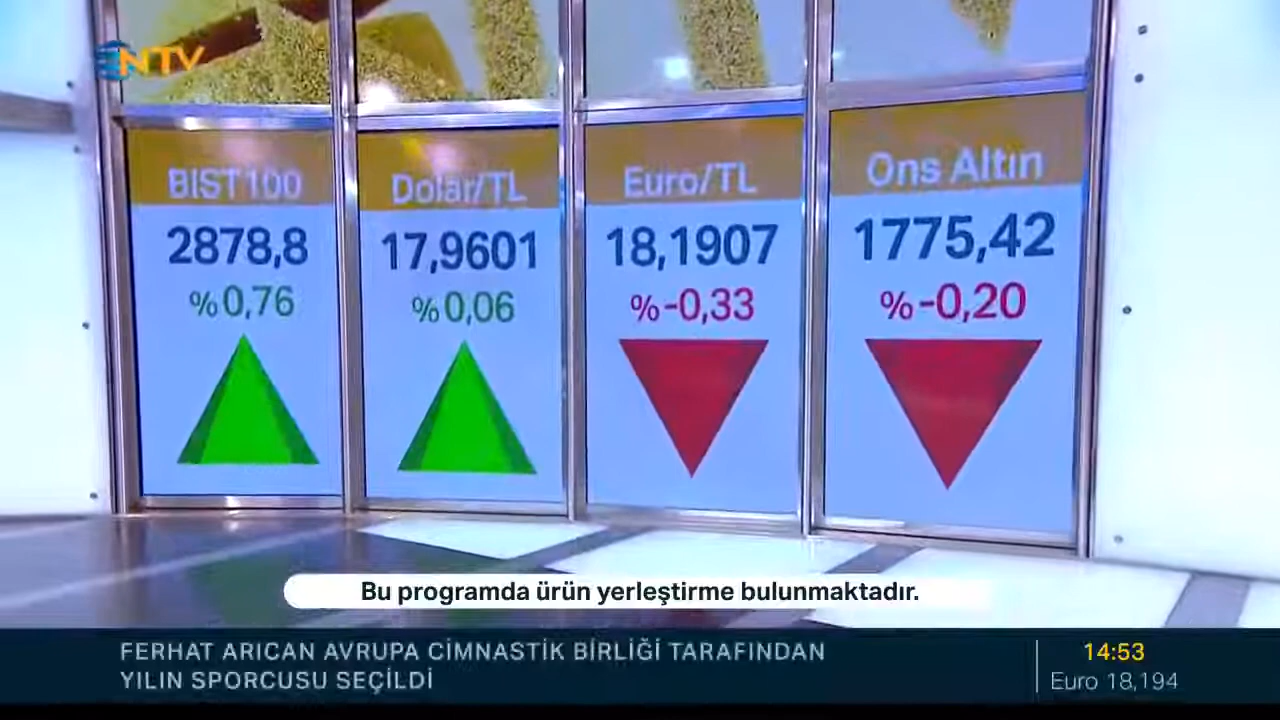 NTV
BIST100
2878,8
%0,76
Dolar/TL
17,9601
%0,06
Euro/TL
18,1907
%-0,33
Ons Altın
1775,42
%-0,20
Bu programda ürün yerleştirme bulunmaktadır.
FERHAT ARICAN AVRUPA CİMNASTİK BİRLİĞİ TARAFINDAN
YILIN SPORCUSU SEÇİLDİ
14:53
Euro 18,194